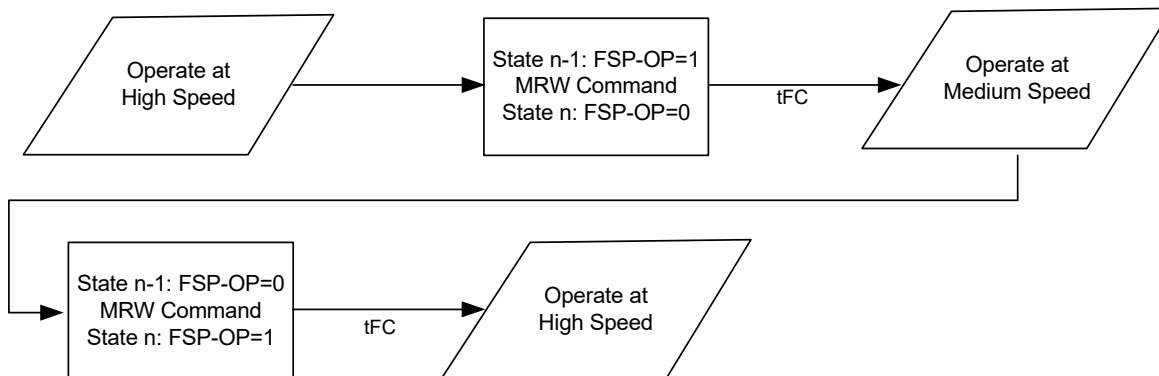 Operate at
High Speed
State n-1: FSP-OP=1
MRW Command
State n: FSP-OP=0
tFC
Operate at
Medium Speed
State n-1: FSP-OP=0
MRW Command
State n: FSP-OP=1
tFC
Operate at
High Speed